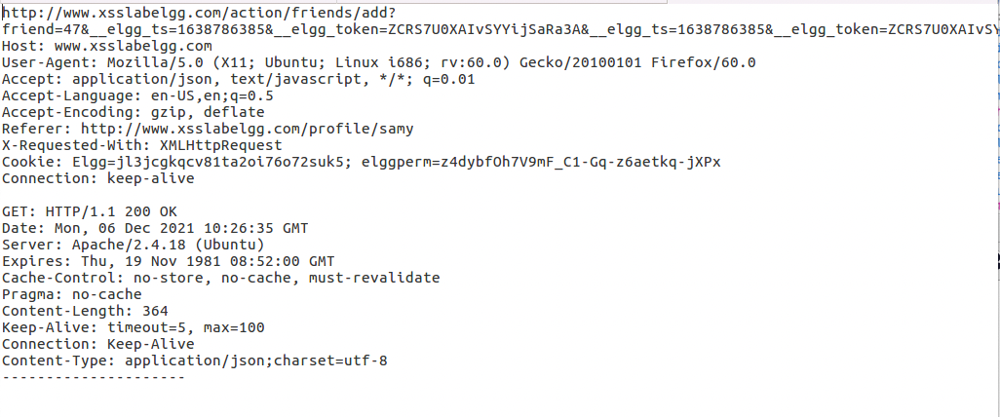 http://www.xsslabelgg.com/action/friends/add?
friend=47&__elgg_ts=1638786385&__elgg_token=ZCRS7U0XAIvSYYijSaRa3A&__elgg_ts=1638786385&__elgg_token=ZCRS7U0XAIvSY
Host: www.xsslabelgg.com
User-Agent: Mozilla/5.0 (X11; Ubuntu; Linux i686; rv:60.0) Gecko/20100101 Firefox/60.0
Accept: application/json, text/javascript, */*; q=0.01
Accept-Language: en-US,en;q=0.5
Accept-Encoding: gzip, deflate
Referer: http://www.xsslabelgg.com/profile/samy
X-Requested-With: XMLHttpRequest
Cookie: Elgg=jl3jcgkqcv81ta2oi76o72suk5; elggperm=z4dybfOh7V9mF_C1-Gq-z6aetkq-jXPx
Connection: keep-alive

GET: HTTP/1.1 200 OK
Date: Mon, 06 Dec 2021 10:26:35 GMT
Server: Apache/2.4.18 (Ubuntu)
Expires: Thu, 19 Nov 1981 08:52:00 GMT
Cache-Control: no-store, no-cache, must-revalidate
Pragma: no-cache
Content-Length: 364
Keep-Alive: timeout=5, max=100
Connection: Keep-Alive
Content-Type: application/json;charset=utf-8
---------------------